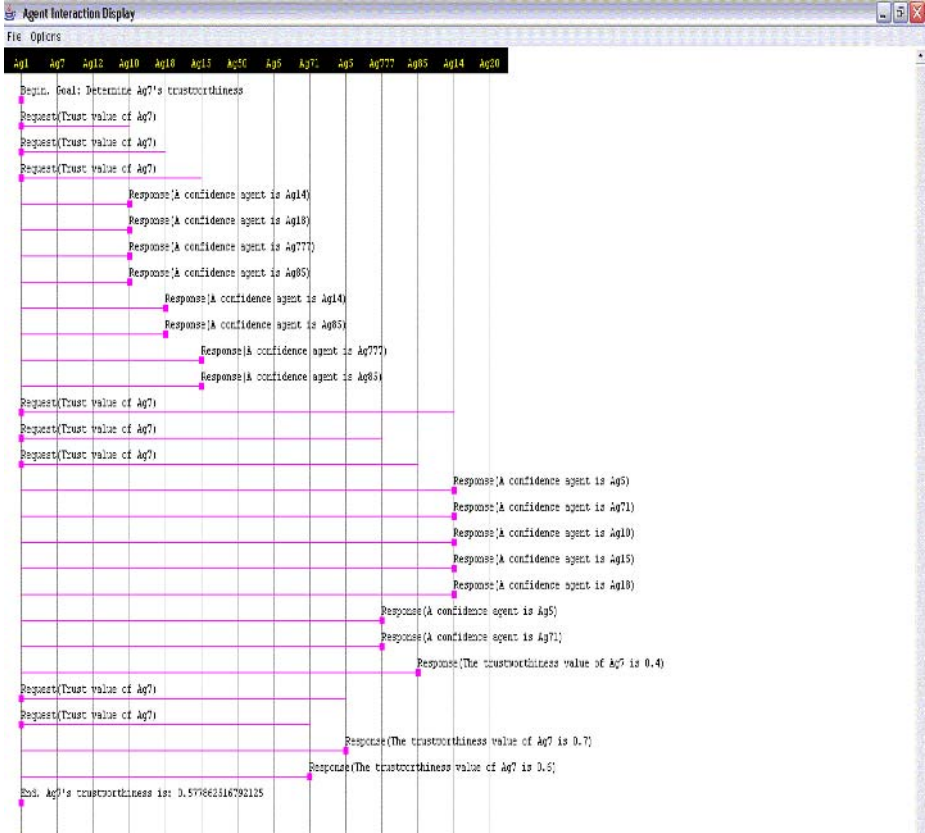 Agent Interaction Display
File Options
Ag1 Ag7 Ag12 Ag10 Ag18 Ag15 Ag50 Ag6 Ag71 Ag5 Ag777 Ag85 Ag14 Ag20
Begin. Goal: Determine Ag7's trustworthiness
Request(Trust value of Ag7)
Request(Trust value of Ag7)
Request(Trust value of Ag7)
Response(A confidence agent is Ag14)
Response(A confidence agent is Ag18)
Response(A confidence agent is Ag777)
Response(A confidence agent is Ag85)
Response(A confidence agent is Ag14)
Response(A confidence agent is Ag85)
Response(A confidence agent is Ag777)
Response(A confidence agent is Ag85)
Request(Trust value of Ag7)
Request(Trust value of Ag7)
Request(Trust value of Ag7)
Response(A confidence agent is Ag5)
Response(A confidence agent is Ag71)
Response(A confidence agent is Ag10)
Response(A confidence agent is Ag15)
Response(A confidence agent is Ag18)
Response(A confidence agent is Ag5)
Response(A confidence agent is Ag71)
Response(The trustworthiness value of Ag7 is 0.4)
Request(Trust value of Ag7)
Request(Trust value of Ag7)
Response(The trustworthiness value of Ag7 is 0.7)
Response(The trustworthiness value of Ag7 is 0.6)
End. Ag7's trustworthiness is: 0.577862516792125